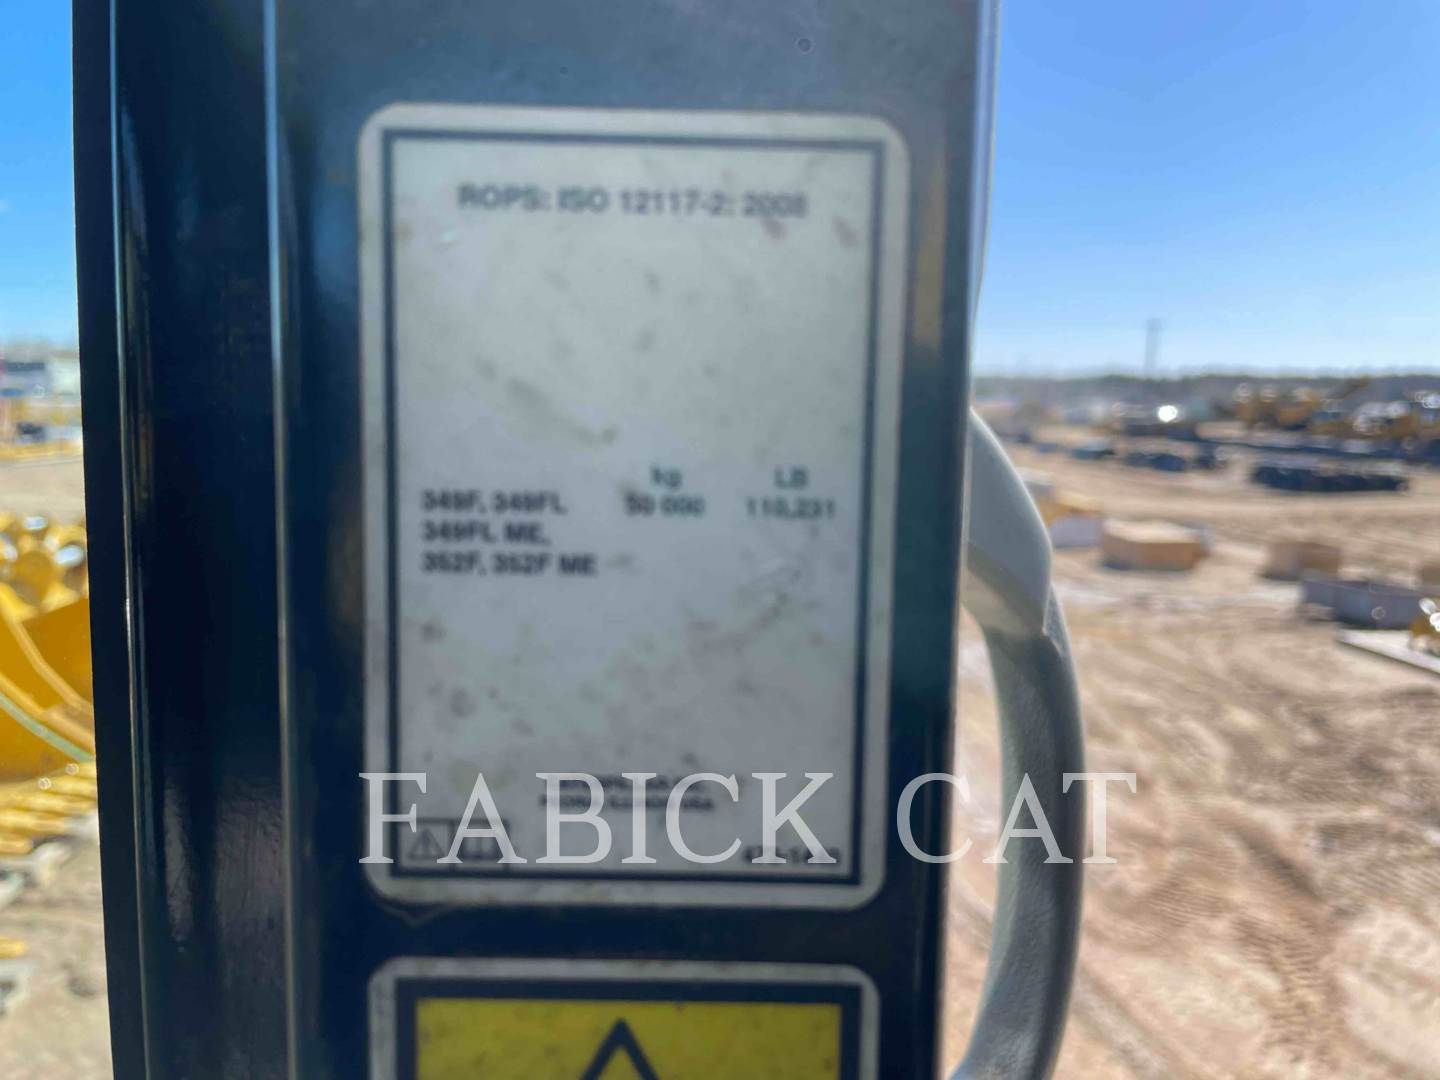 ROPS: ISO 12117-2: 2008
kg LB
349F, 349FL 50 000 110,231
349FL ME,
352F, 352F ME
FABICK CAT